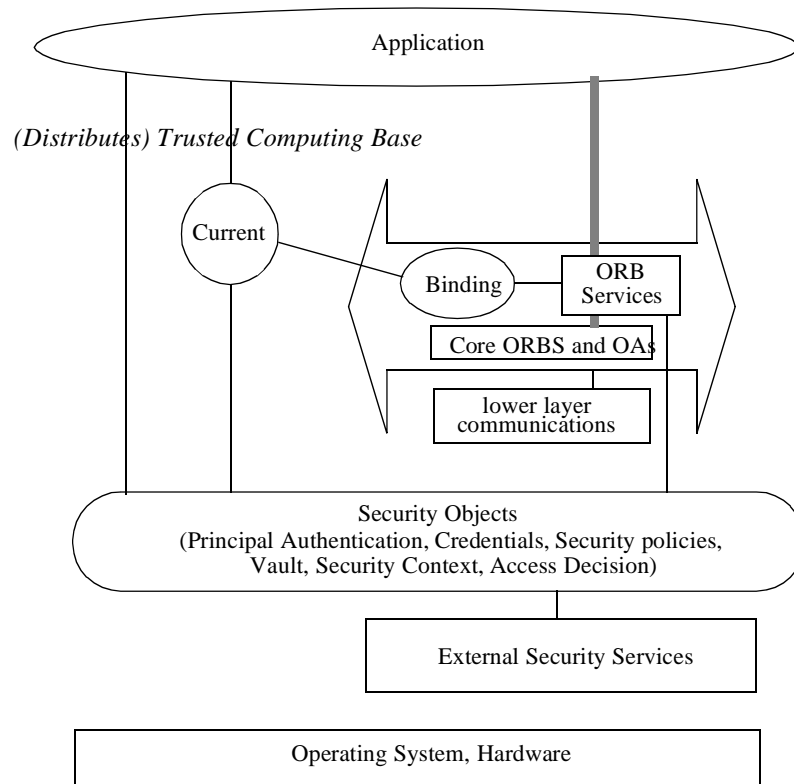 Application
(Distributes) Trusted Computing Base
Current
Binding
ORB
Services
Core ORBS and OAs
lower layer
communications
Security Objects
(Principal Authentication, Credentials, Security policies,
Vault, Security Context, Access Decision)
External Security Services
Operating System, Hardware